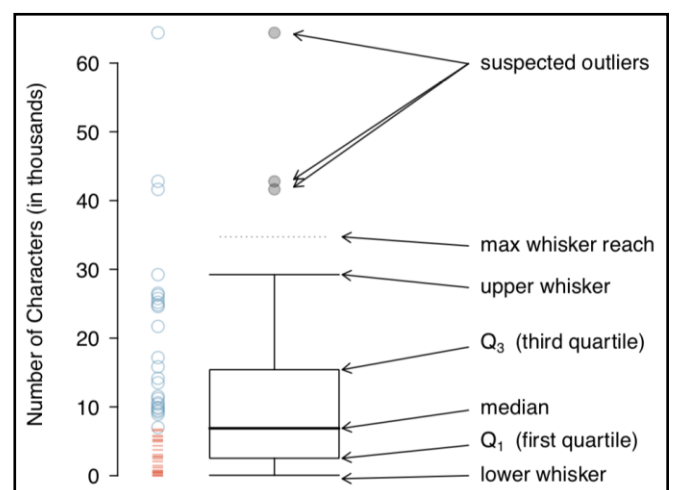 Number of Characters (in thousands)
60
50
40
30
20
10
0
suspected outliers
max whisker reach
upper whisker
Q₃ (third quartile)
median
Q₁ (first quartile)
lower whisker